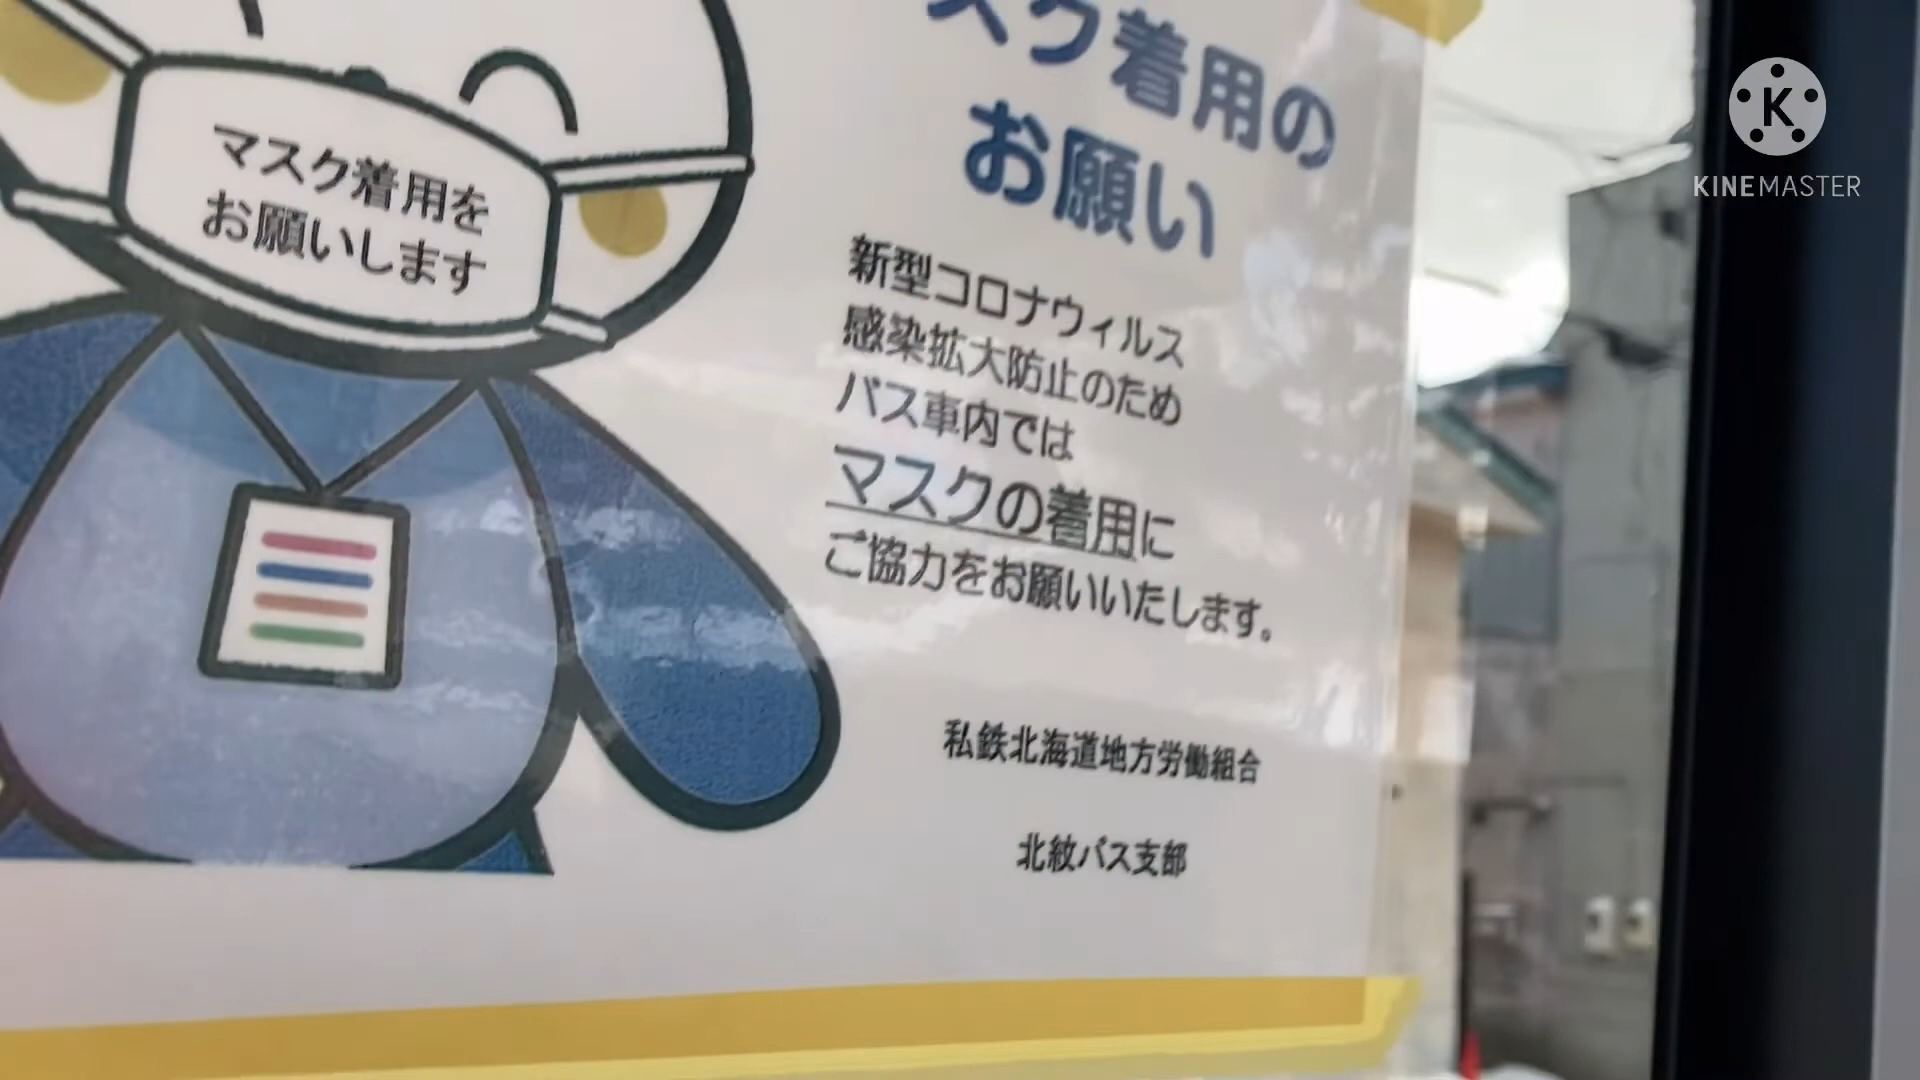 マスク着用を
お願いします
スク着用の
お願い
新型コロナウィルス
感染拡大防止のため
バス車内では
マスクの着用に
ご協力をお願いいたします。
私鉄北海道地方労働組合
北紋バス支部
K
KINEMASTER